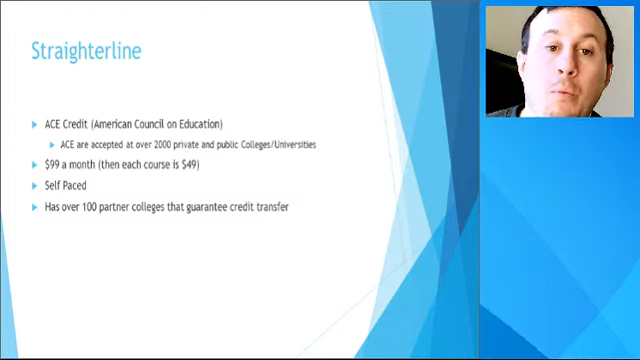 Straighterline
ACE Credit (American Council on Education)
ACE are accepted at over 2000 private and public Colleges/Universities
$99 a month (then each course is $49)
Self Paced
Has over 100 partner colleges that guarantee credit transfer